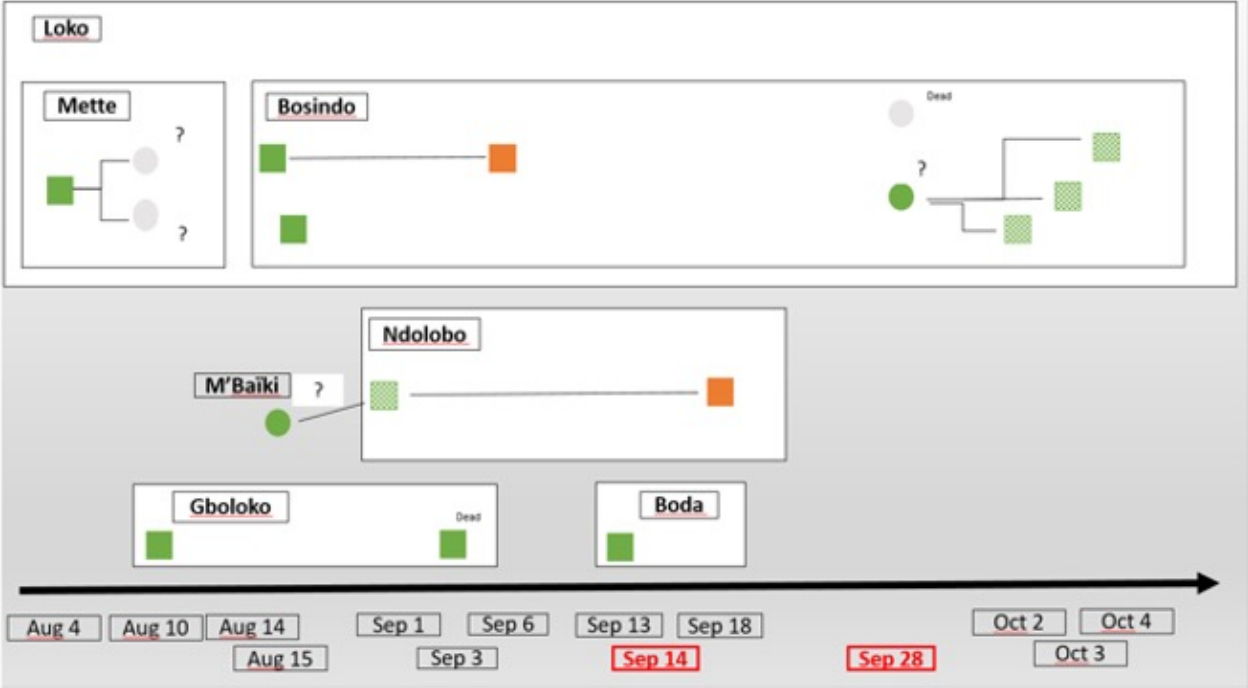 Loko
Mette
Bosindo
Dead
?
?
?
Ndolobo
M'Baïki
?
Gboloko
Dead
Boda
Aug 4
Aug 10
Aug 14
Sep 1
Sep 6
Sep 13
Sep 18
Oct 2
Oct 4
Aug 15
Sep 3
Sep 14
Sep 28
Oct 3